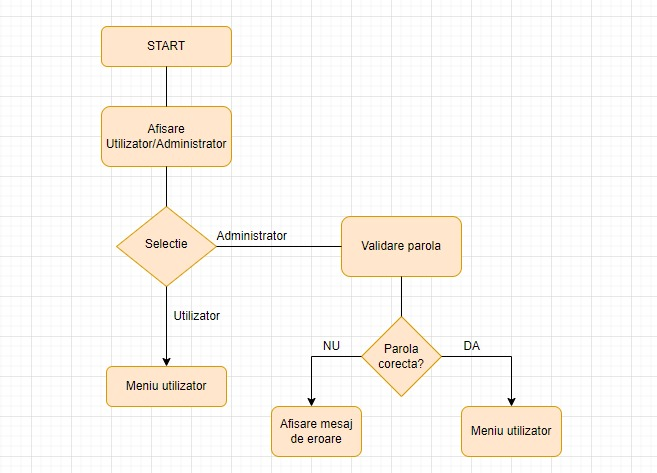 START
Afisare
Utilizator/Administrator
Selectie
Administrator
Validare parola
Utilizator
NU
Parola
corecta?
DA
Meniu utilizator
Afisare mesaj
de eroare
Meniu utilizator